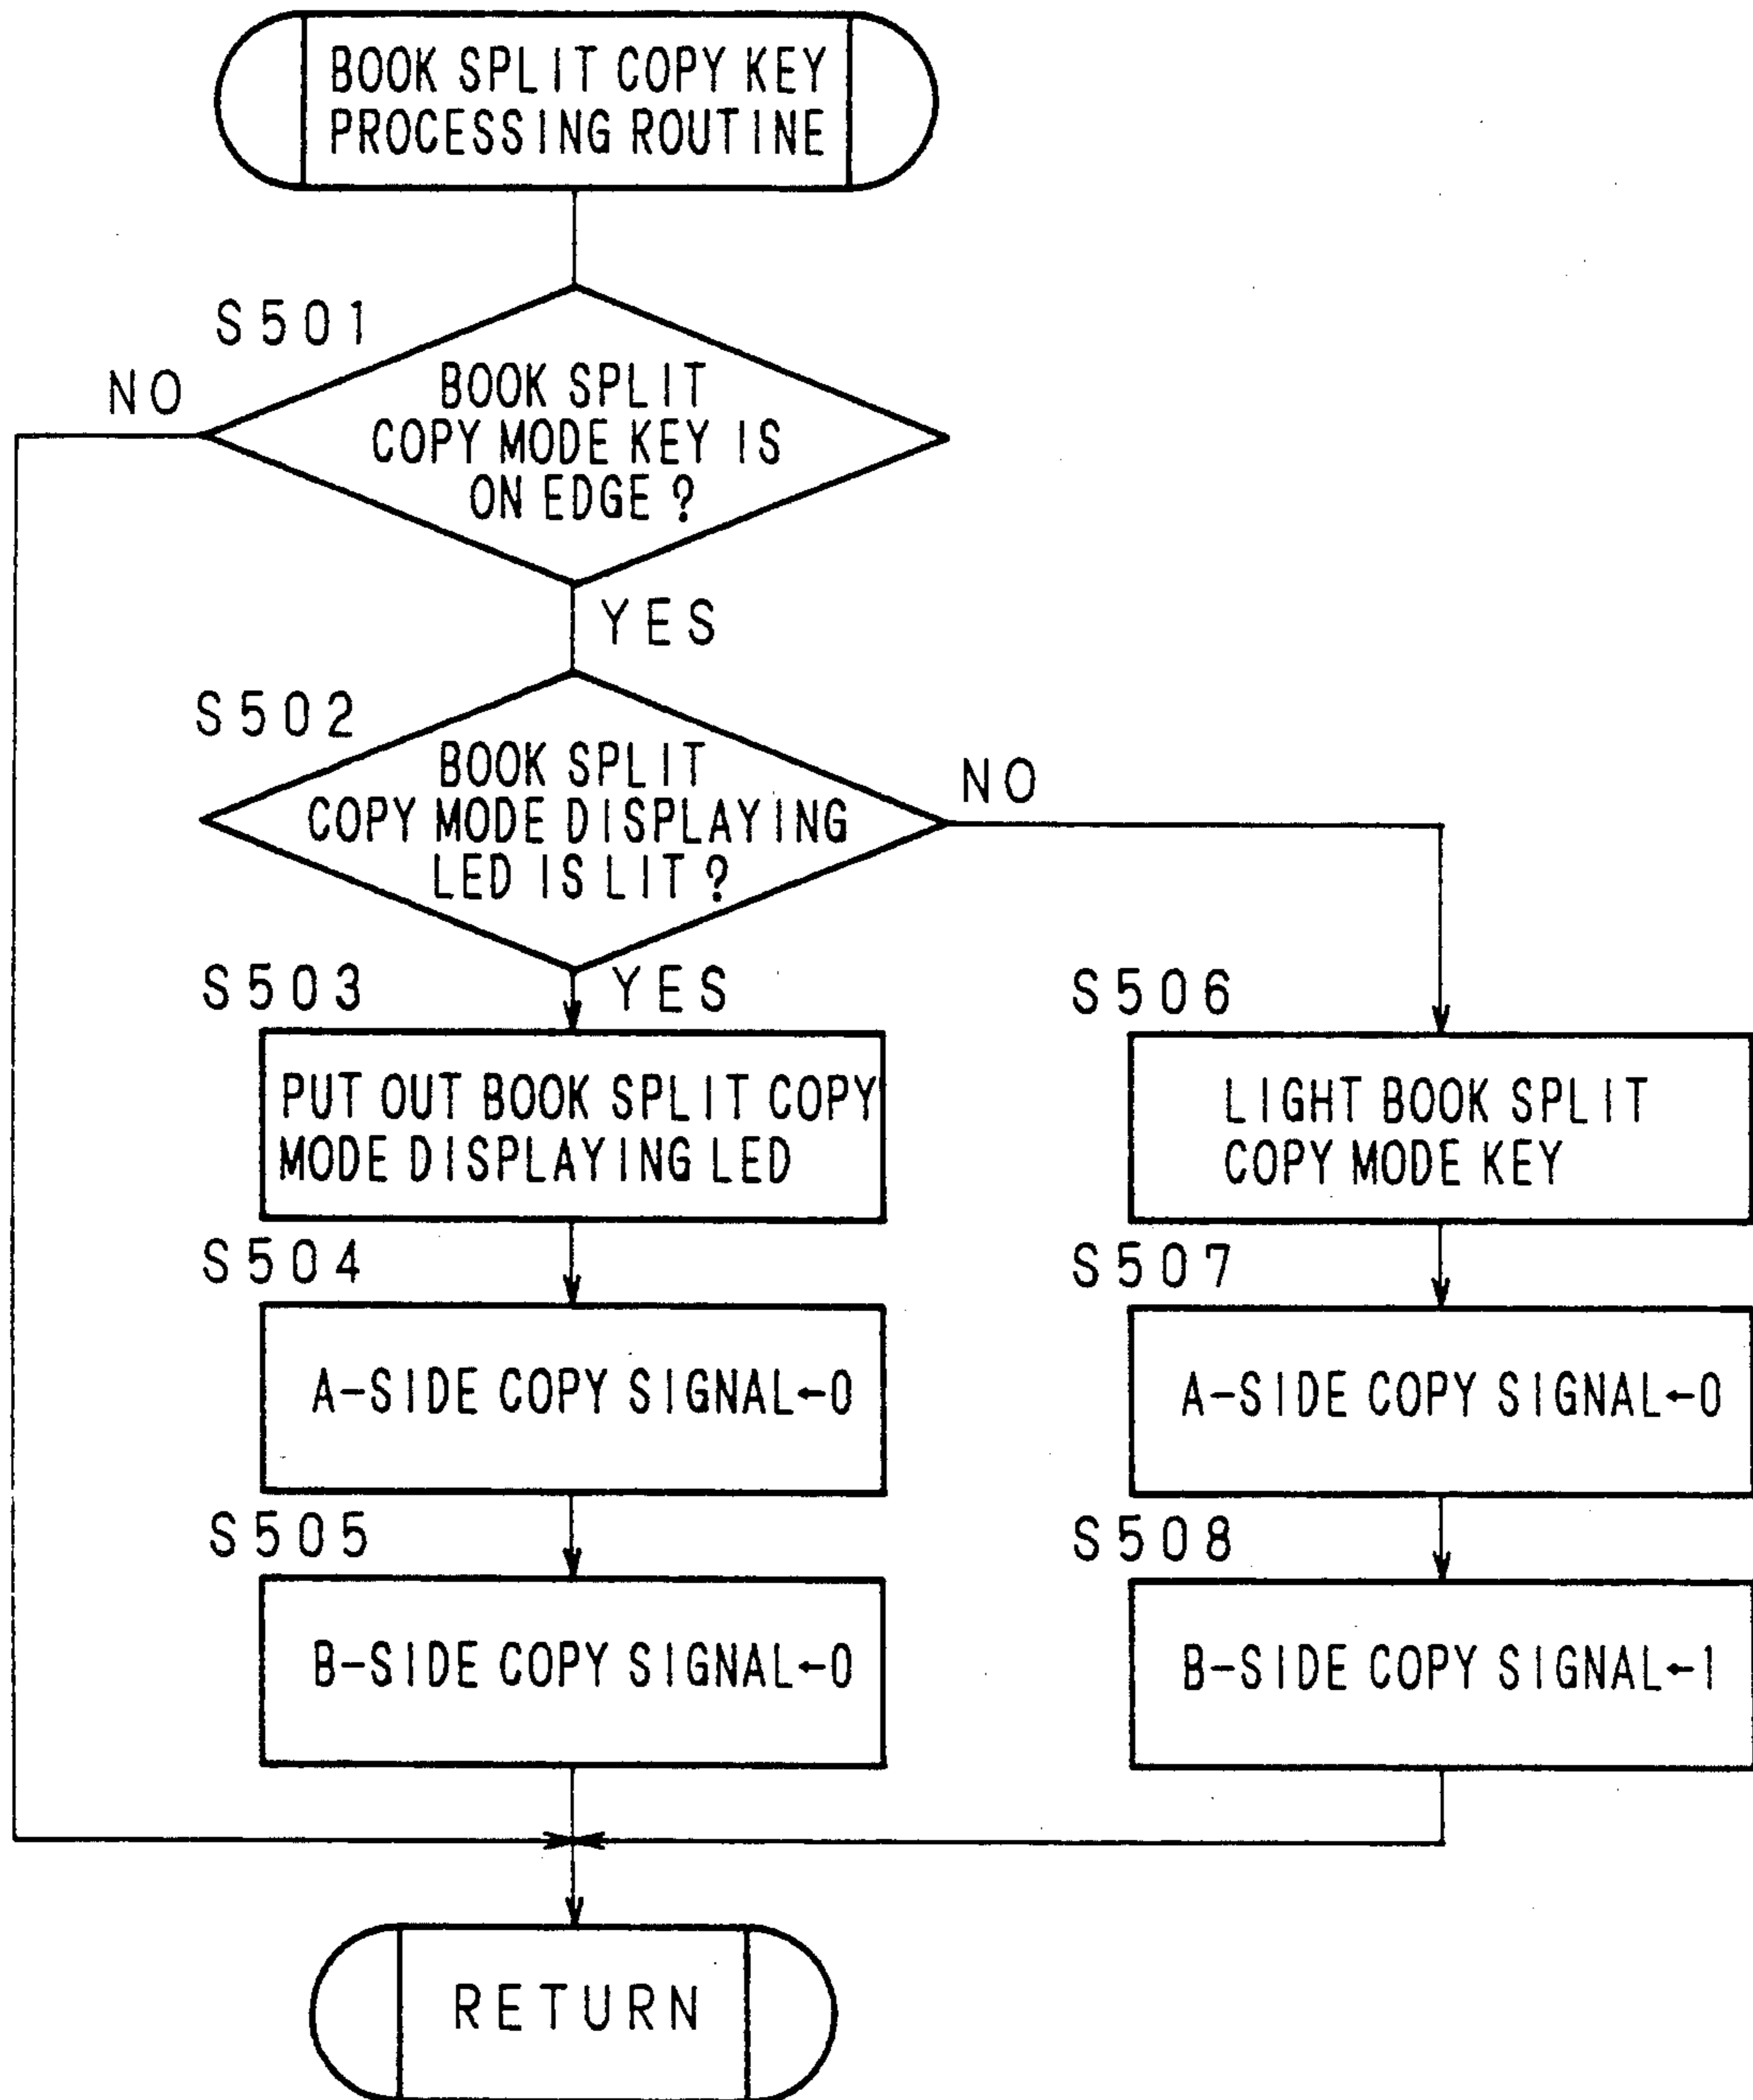 BOOK SPLIT COPY KEY
PROCESSING ROUTINE
S501
NO
BOOK SPLIT
COPY MODE KEY IS
ON EDGE ?
YES
S502
BOOK SPLIT
COPY MODE DISPLAYING
LED IS LIT ?
NO
YES
S503
PUT OUT BOOK SPLIT COPY
MODE DISPLAYING LED
S506
LIGHT BOOK SPLIT
COPY MODE KEY
S504
A-SIDE COPY SIGNAL←0
S507
A-SIDE COPY SIGNAL←0
S505
B-SIDE COPY SIGNAL←0
S508
B-SIDE COPY SIGNAL←1
RETURN